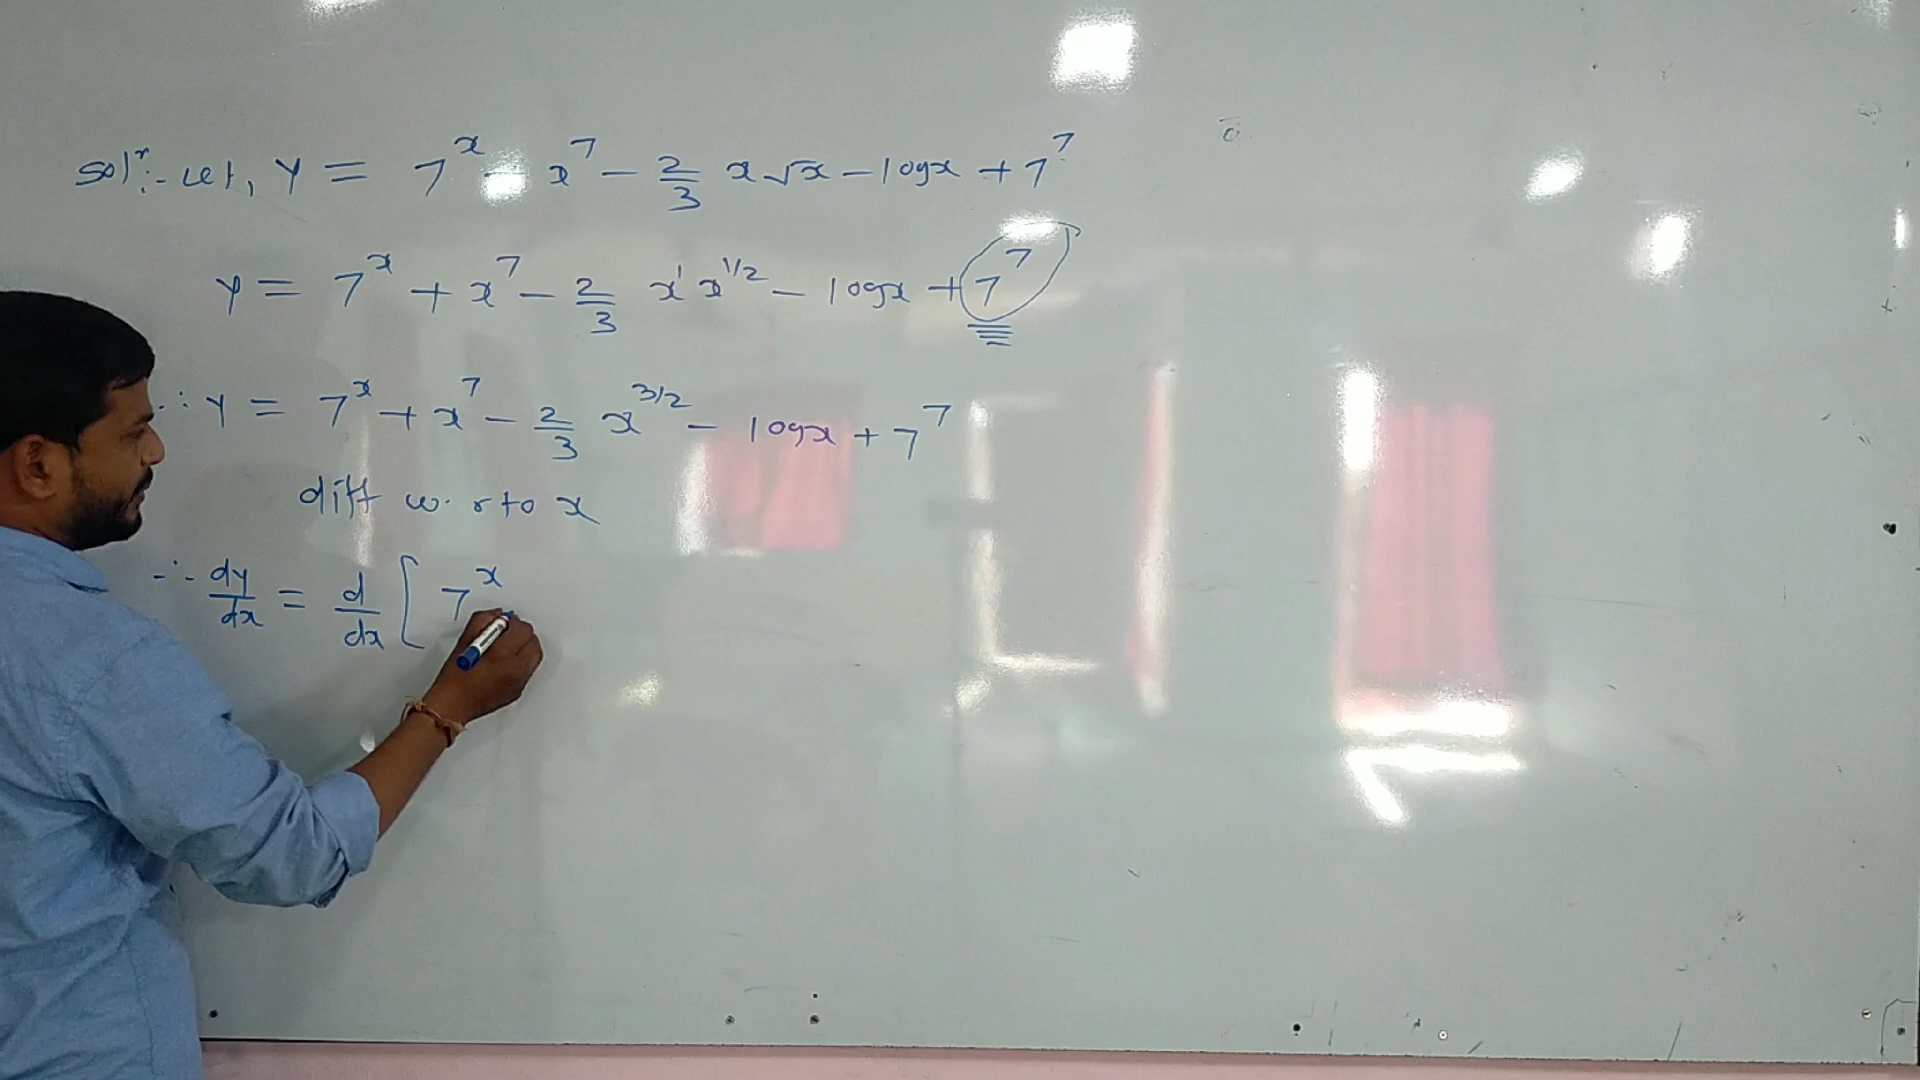 solⁿ:- Let, y = 7^x + x^7 - 2/3 x√x - logx + 7^7
y = 7^x + x^7 - 2/3 x^1 x^1/2 - logx + 7^7
∴ y = 7^x + x^7 - 2/3 x^3/2 - logx + 7^7
diff w.r to x
∴ dy/dx = d/dx [ 7^x